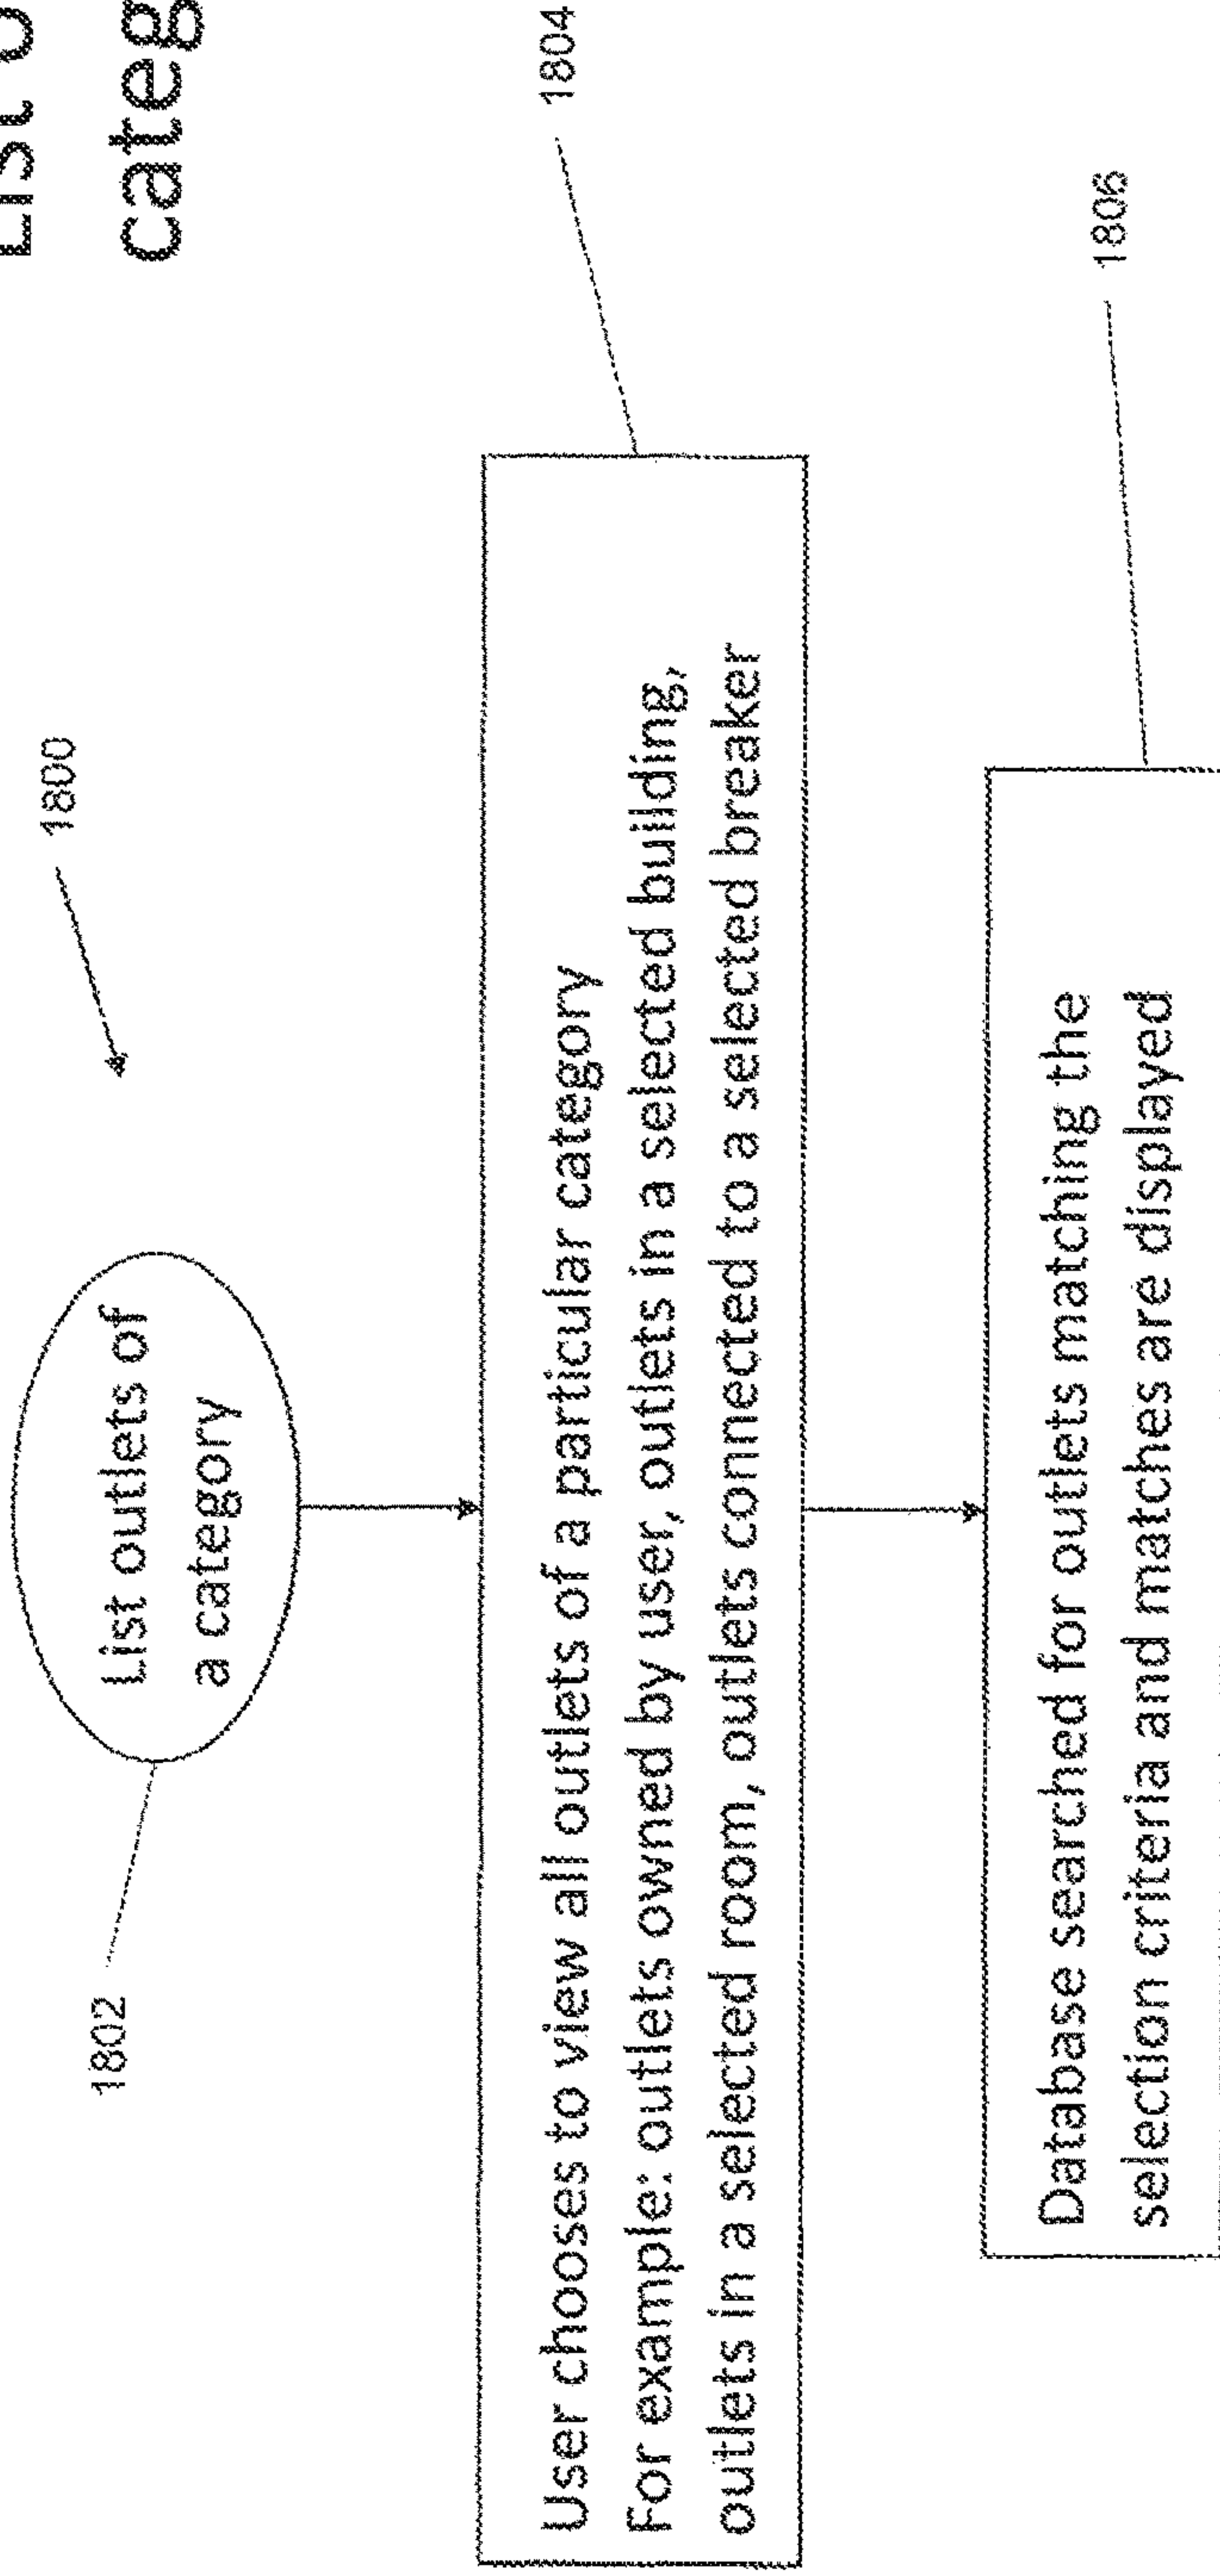 List
categ
1800
1802
List outlets of
a category
1804
User chooses to view all outlets of a particular category
For example: outlets owned by user, outlets in a selected building,
outlets in a selected room, outlets connected to a selected breaker
1806
Database searched for outlets matching the
selection criteria and matches are displayed